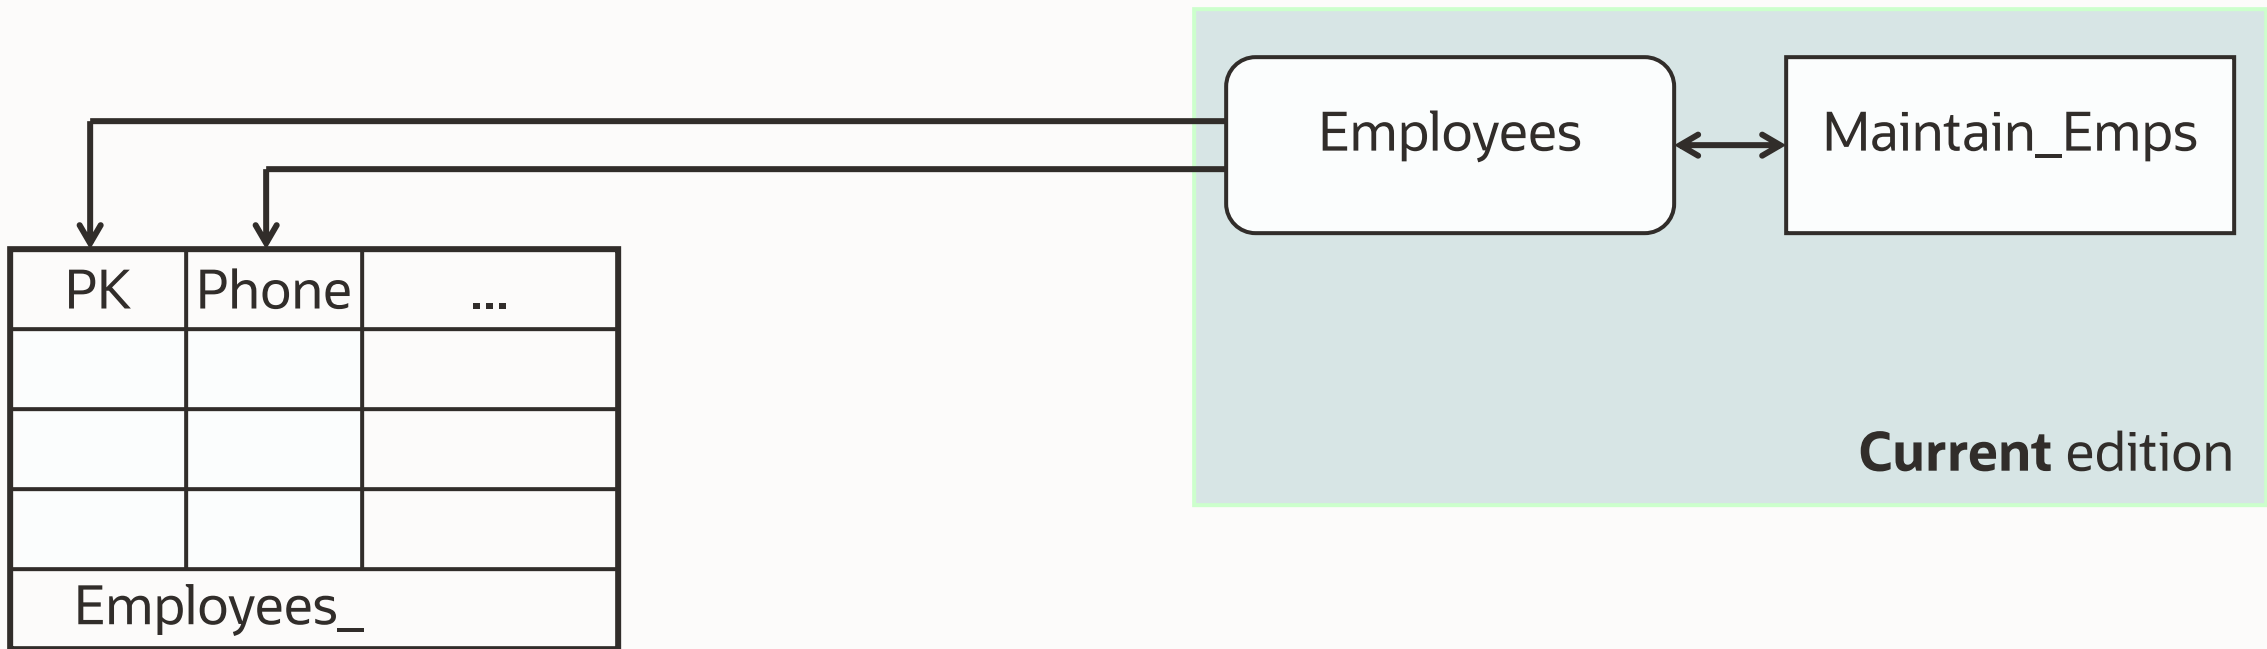 Employees
Maintain_Emps
PK
Phone
...
Current edition
Employees_